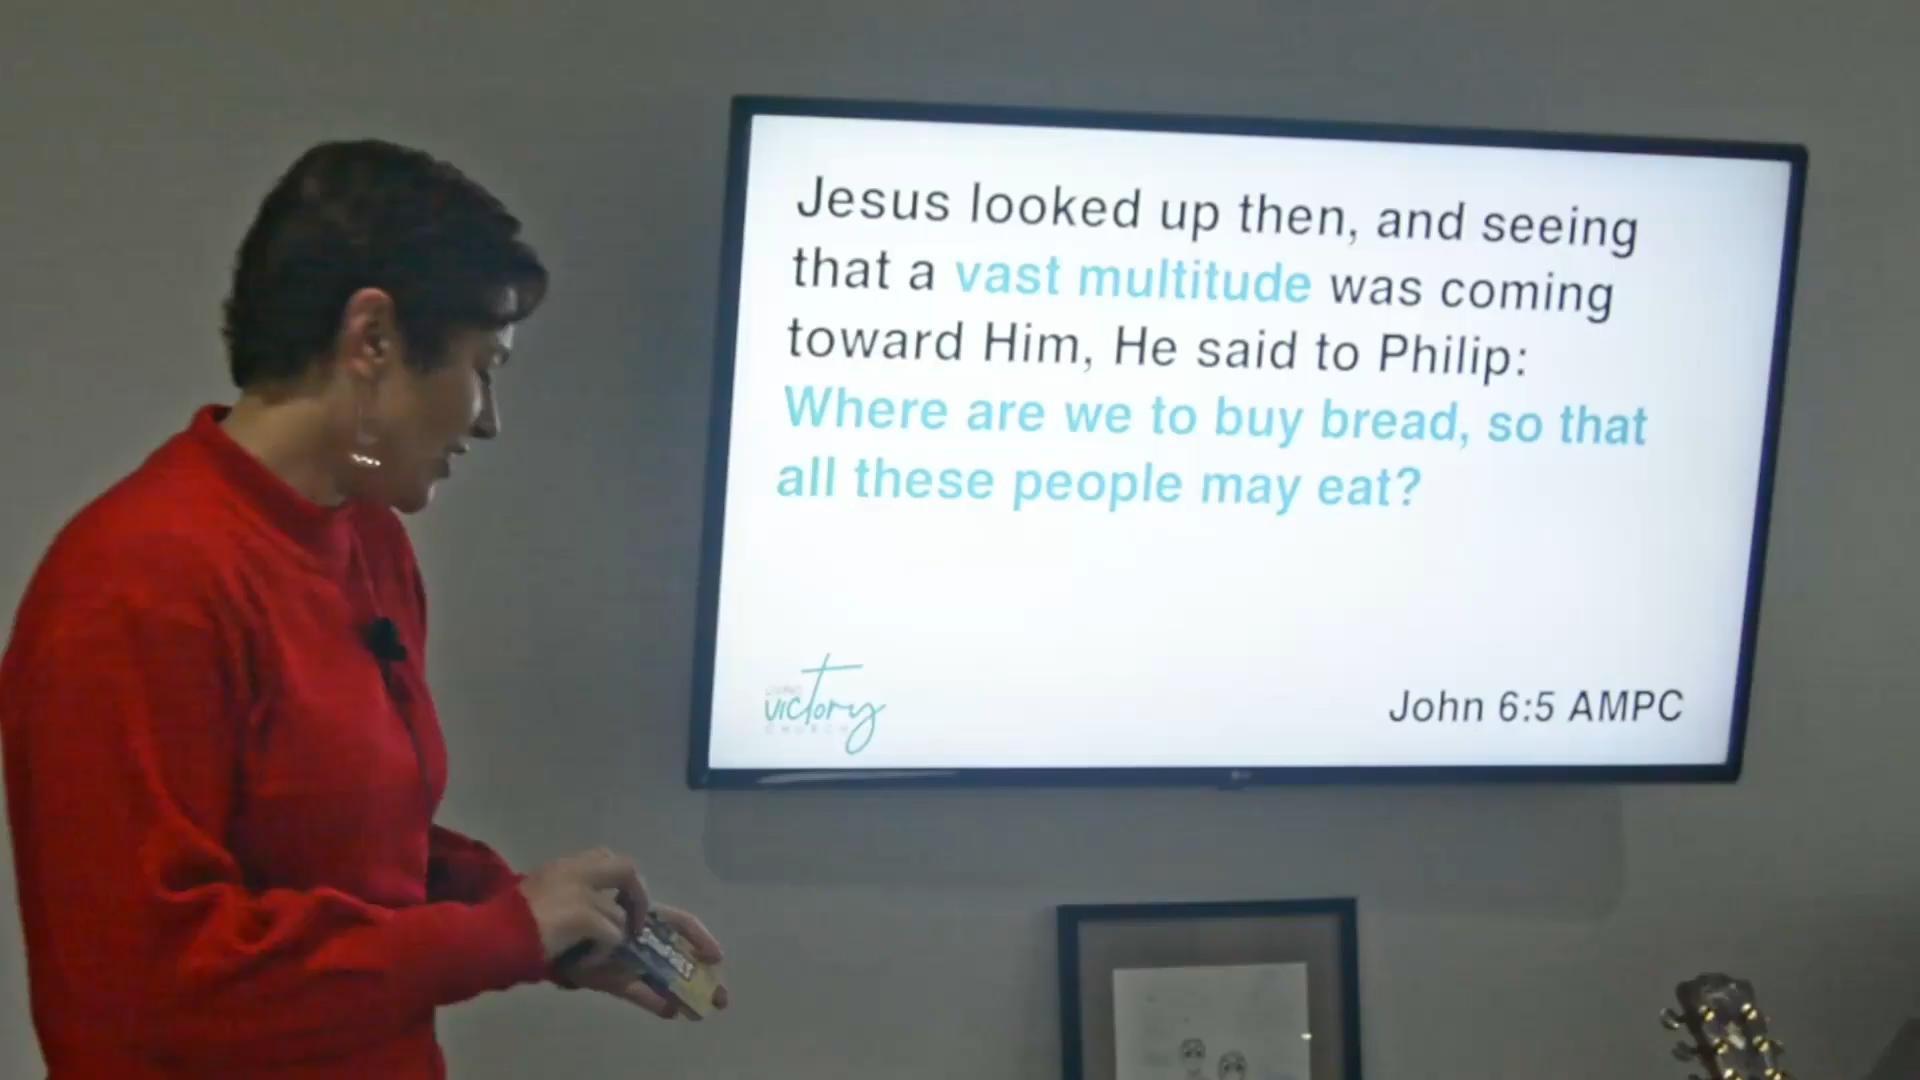 Jesus looked up then, and seeing
that a vast multitude was coming
toward Him, He said to Philip:
Where are we to buy bread, so that
all these people may eat?
victory
CHURCH
John 6:5 AMPC